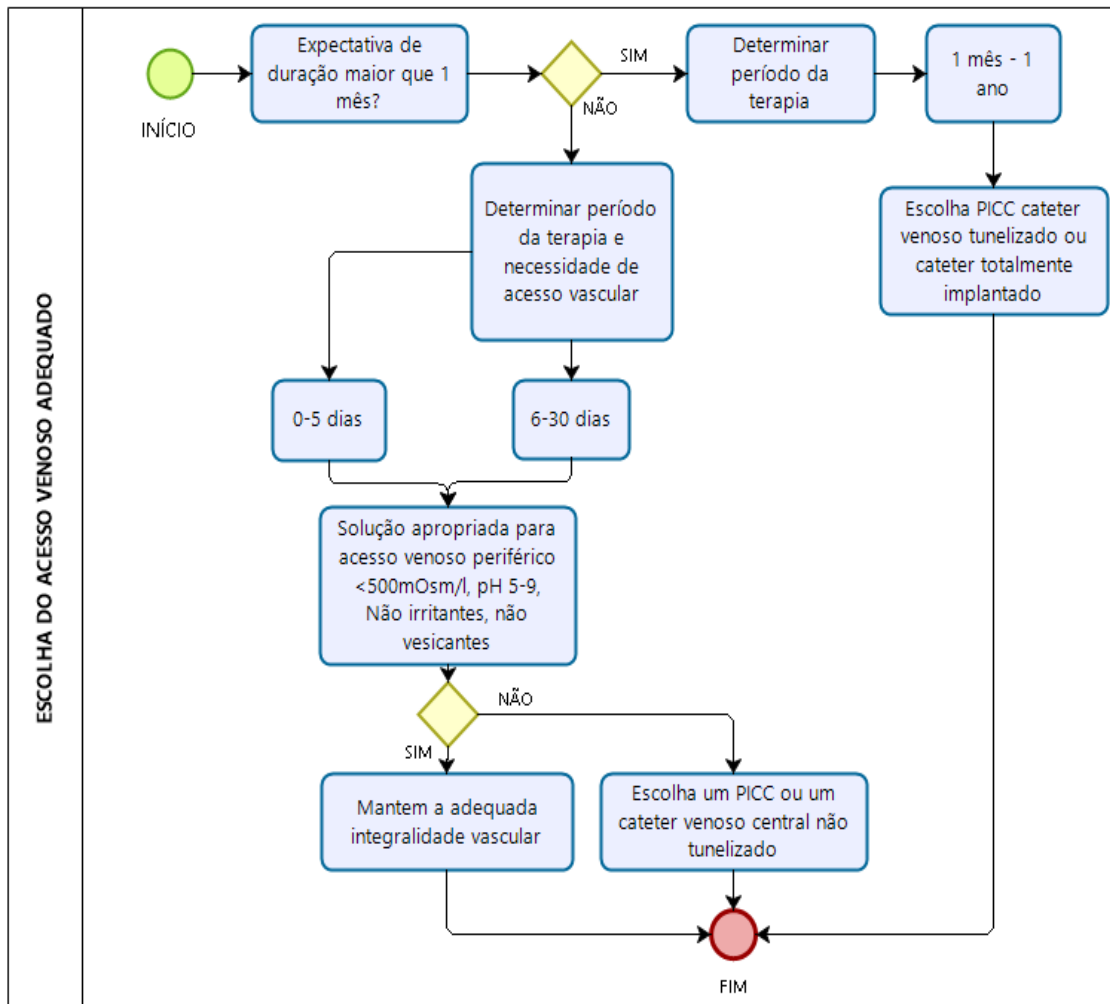 ESCOLHA DO ACESSO VENOSO ADEQUADO
INÍCIO
Expectativa de
duração maior que 1
mês?
SIM
NÃO
Determinar
período da
terapia
1 mês - 1
ano
Escolha PICC cateter
venoso tunelizado ou
cateter totalmente
implantado
Determinar período
da terapia e
necessidade de
acesso vascular
0-5 dias
6-30 dias
Solução apropriada para
acesso venoso periférico
<500mOsm/l, pH 5-9,
Não irritantes, não
vesicantes
NÃO
SIM
Mantem a adequada
integralidade vascular
Escolha um PICC ou um
cateter venoso central não
tunelizado
FIM